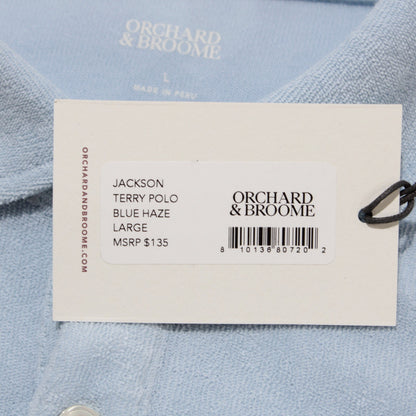 ORCHARD
& BROOME
L
MADE IN PERU
ORCHARDANDBROOME.COM
JACKSON
TERRY POLO
BLUE HAZE
LARGE
MSRP $135
ORCHARD
& BROOME
8 10136 80720 2